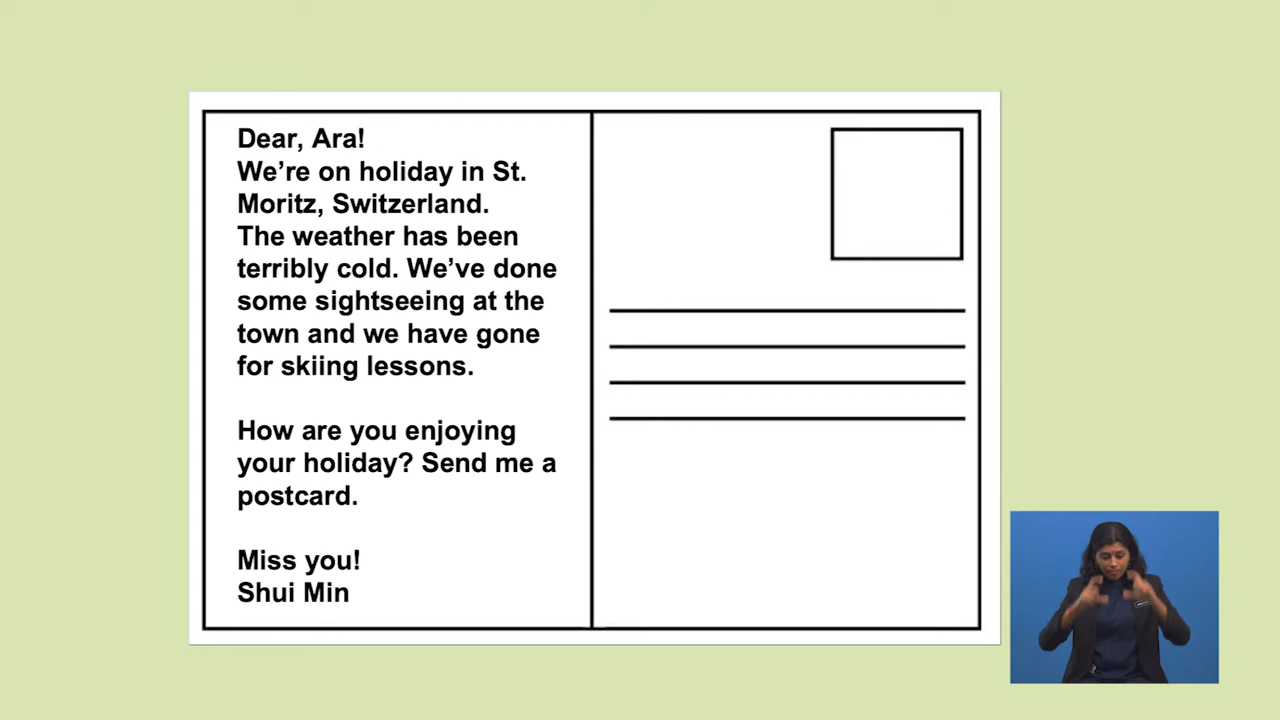 Dear, Ara!
We’re on holiday in St.
Moritz, Switzerland.
The weather has been
terribly cold. We’ve done
some sightseeing at the
town and we have gone
for skiing lessons.
How are you enjoying
your holiday? Send me a
postcard.
Miss you!
Shui Min